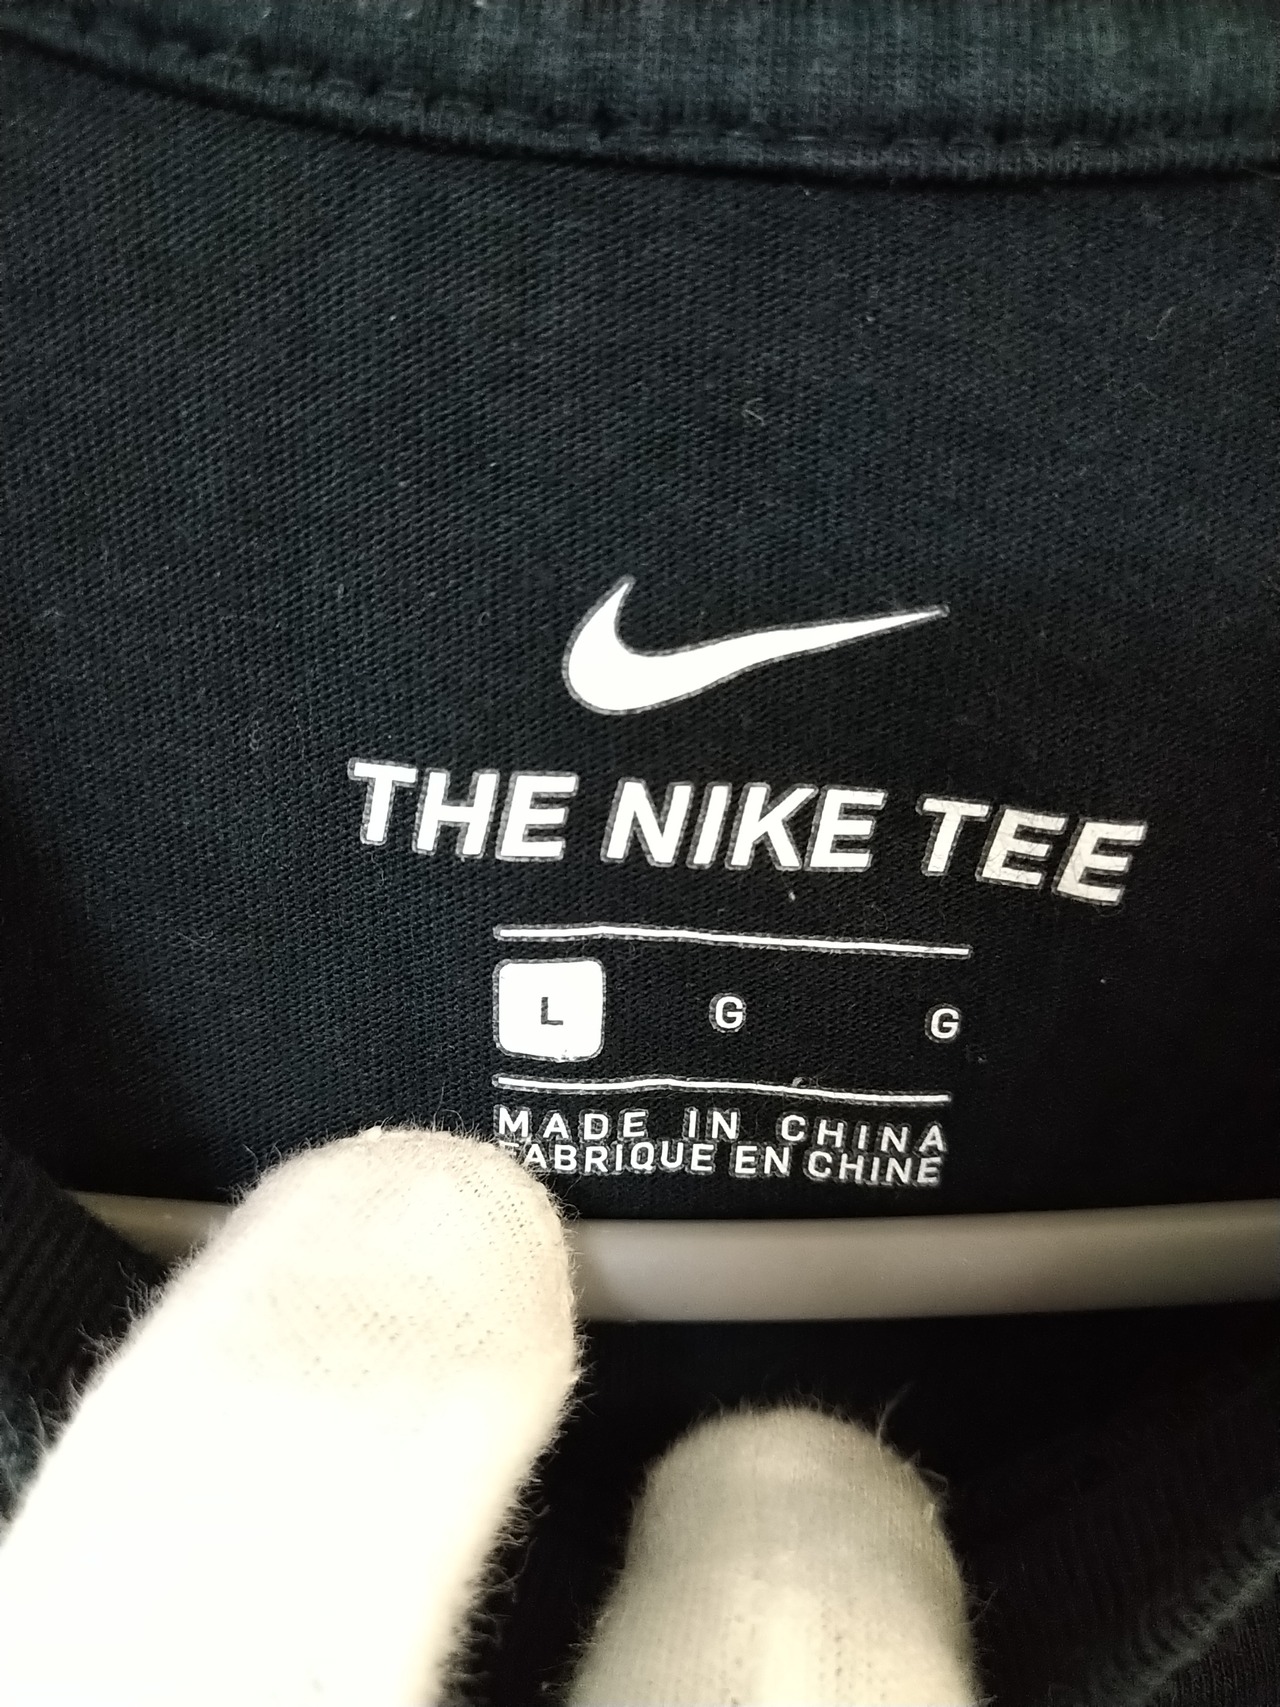 THE NIKE TEE
L G G
MADE IN CHINA
FABRIQUE EN CHINE